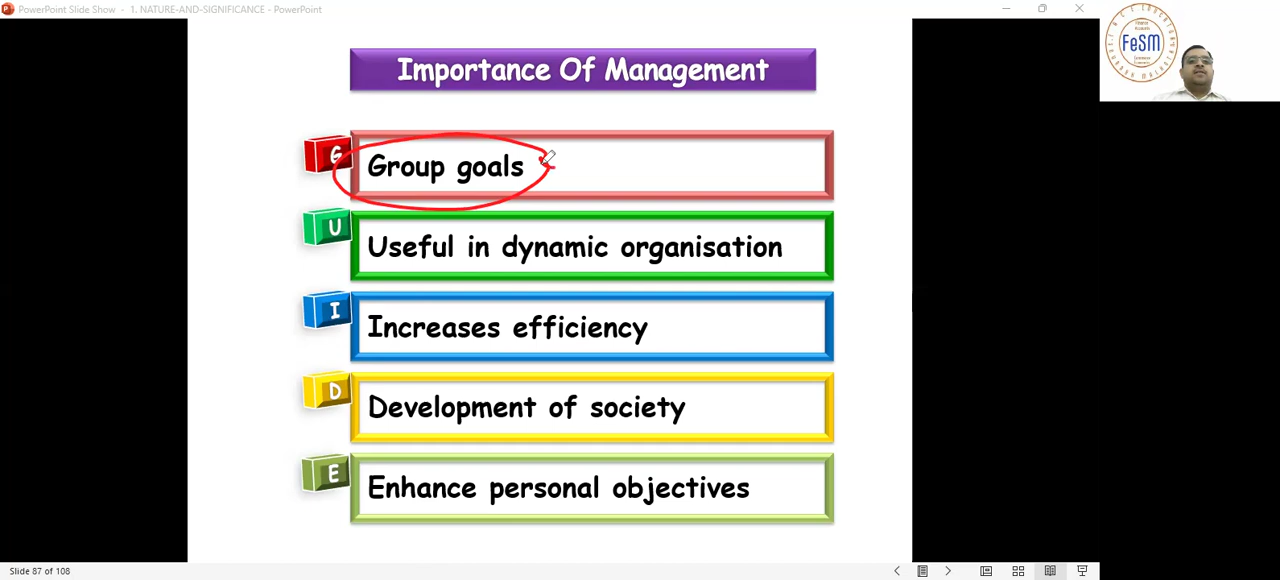 PowerPoint Slide Show - 1. NATURE-AND-SIGNIFICANCE - PowerPoint
FeSM
Importance Of Management
G
Group goals
U
Useful in dynamic organisation
I
Increases efficiency
D
Development of society
E
Enhance personal objectives
Slide 87 of 108